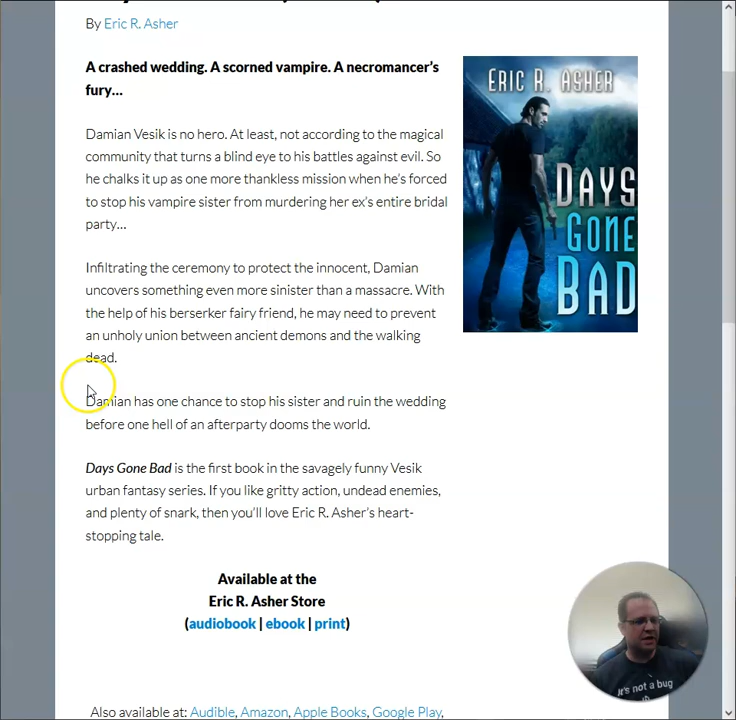 By Eric R. Asher
A crashed wedding. A scorned vampire. A necromancer's
fury…
Damian Vesik is no hero. At least, not according to the magical
community that turns a blind eye to his battles against evil. So
he chalks it up as one more thankless mission when he's forced
to stop his vampire sister from murdering her ex's entire bridal
party…
Infiltrating the ceremony to protect the innocent, Damian
uncovers something even more sinister than a massacre. With
the help of his berserker fairy friend, he may need to prevent
an unholy union between ancient demons and the walking
dead.
Damian has one chance to stop his sister and ruin the wedding
before one hell of an afterparty dooms the world.
Days Gone Bad is the first book in the savagely funny Vesik
urban fantasy series. If you like gritty action, undead enemies,
and plenty of snark, then you'll love Eric R. Asher's heart-
stopping tale.
Available at the
Eric R. Asher Store
(audiobook | ebook | print)
Also available at: Audible, Amazon, Apple Books, Google Play,
ERIC R. ASHER
DAYS
GONE
BAD
It's not a bug